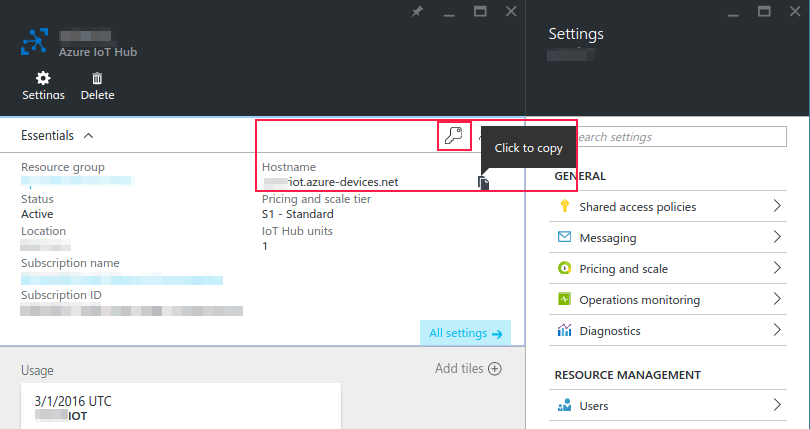 Azure IoT Hub
Settings
Delete
Essentials
Resource group
Status
Active
Location
Subscription name
Subscription ID
Hostname
iot.azure-devices.net
Pricing and scale tier
S1 - Standard
IoT Hub units
1
Click to copy
All settings →
Usage
Add tiles
3/1/2016 UTC
IOT
Settings
earch settings
GENERAL
Shared access policies
Messaging
Pricing and scale
Operations monitoring
Diagnostics
RESOURCE MANAGEMENT
Users